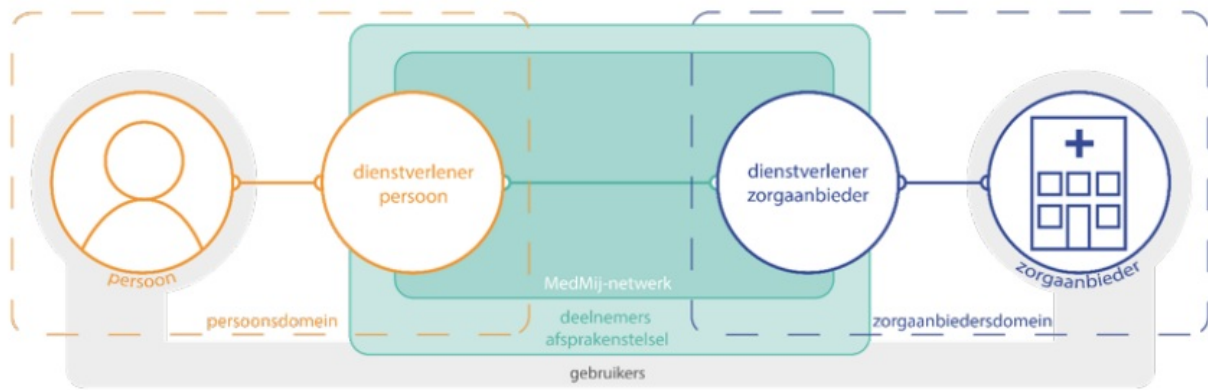 dienstverlener
persoon
dienstverlener
zorgaanbieder
persoon
zorgaanbieder
MedMij-netwerk
persoonsdomein
deelnemers
afsprakenstelsel
zorgaanbiedersdomein
gebruikers